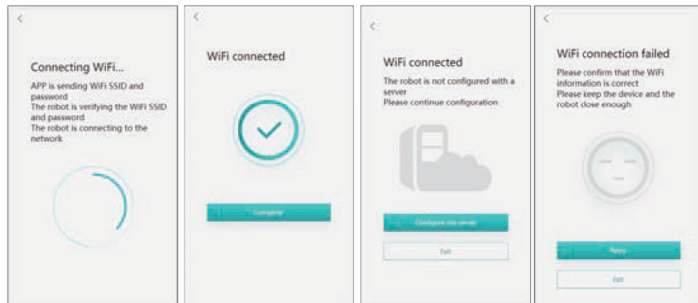 Connecting WiFi...
APP is sending WiFi SSID and
password
The robot is verifying the WiFi SSID
and password
The robot is connecting to the
network
WiFi connected
Complete
WiFi connected
The robot is not configured with a
server
Please continue configuration
Configure the server
Exit
WiFi connection failed
Please confirm that the WiFi
information is correct
Please keep the device and the
robot close enough
Retry
Exit